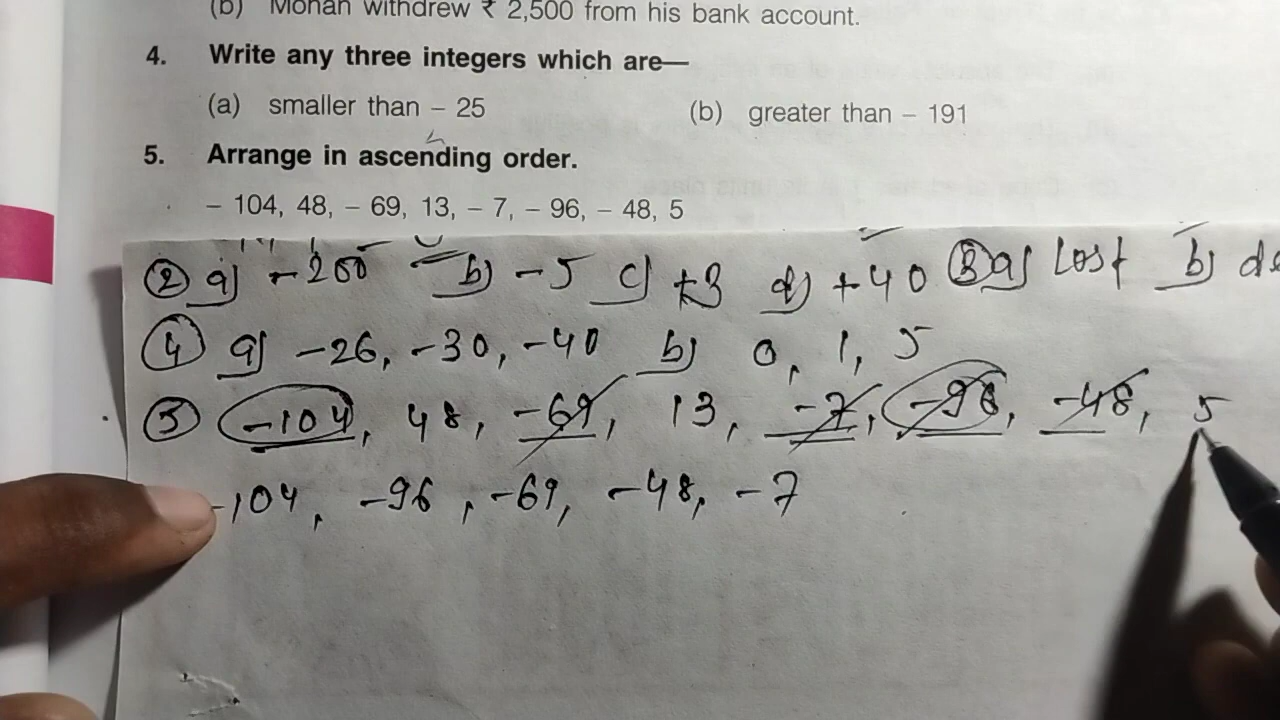 (b) Mohan withdrew ₹ 2,500 from his bank account.
4. Write any three integers which are—
(a) smaller than – 25 (b) greater than – 191
5. Arrange in ascending order.
– 104, 48, – 69, 13, – 7, – 96, – 48, 5
② a) -200 b) -5 c) +3 d) +40 ③ a) Lost b) de
④ a) -26, -30, -40 b) 0, 1, 5
⑤ -104, 48, -69, 13, -7, -96, -48, 5
-104, -96, -69, -48, -7